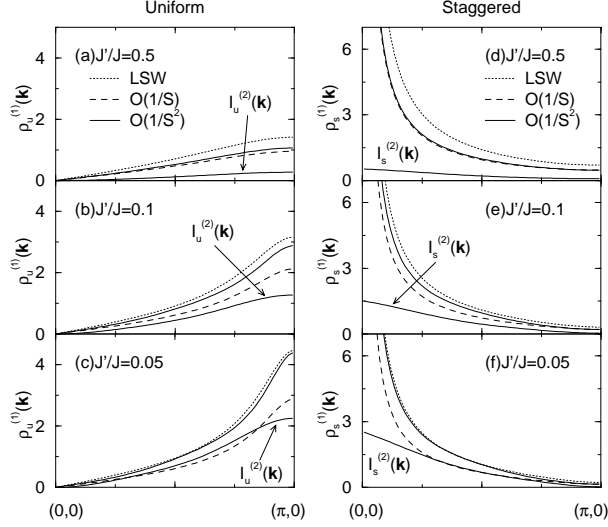 Uniform
Staggered
(a)J'/J=0.5
LSW
O(1/S)
O(1/S²)
I_u^(2)(k)
ρ_u^(1)(k)
4
2
0
(d)J'/J=0.5
LSW
O(1/S)
O(1/S²)
I_s^(2)(k)
ρ_s^(1)(k)
6
3
0
(b)J'/J=0.1
I_u^(2)(k)
ρ_u^(1)(k)
4
2
0
(e)J'/J=0.1
I_s^(2)(k)
ρ_s^(1)(k)
6
3
0
(c)J'/J=0.05
I_u^(2)(k)
ρ_u^(1)(k)
4
2
0
(0,0)
(π,0)
(f)J'/J=0.05
I_s^(2)(k)
ρ_s^(1)(k)
6
3
0
(0,0)
(π,0)